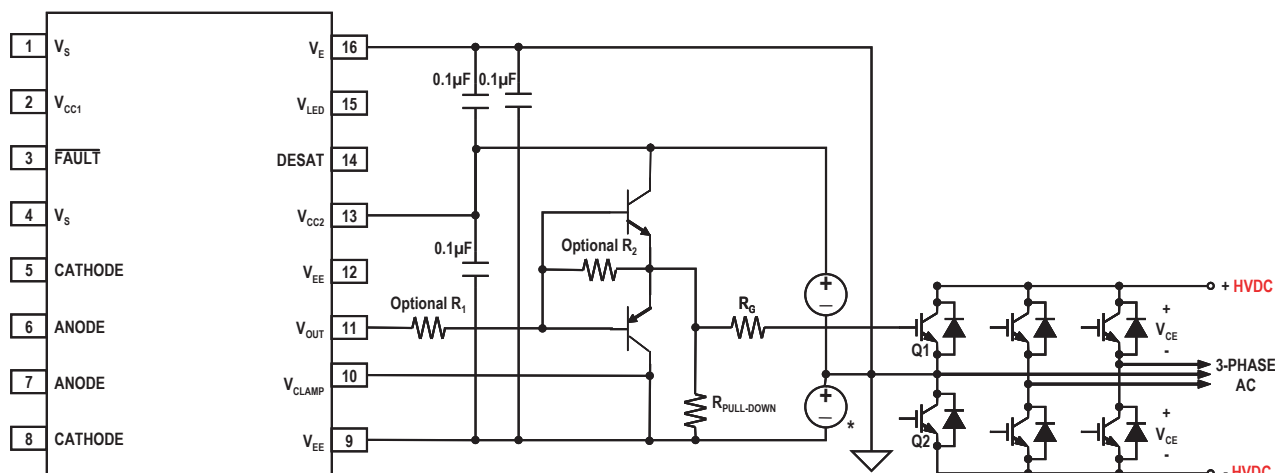 1 V_S
2 V_CC1
3 FAULT
4 V_S
5 CATHODE
6 ANODE
7 ANODE
8 CATHODE
V_E 16
V_LED 15
DESAT 14
V_CC2 13
V_EE 12
V_OUT 11
V_CLAMP 10
V_EE 9
0.1µF 0.1µF
0.1µF
Optional R_1
Optional R_2
R_G
R_PULL-DOWN
+
–
+
–
*
Q1
Q2
+ HVDC
+
V_CE
-
3-PHASE
AC
+
V_CE
-
- HVDC